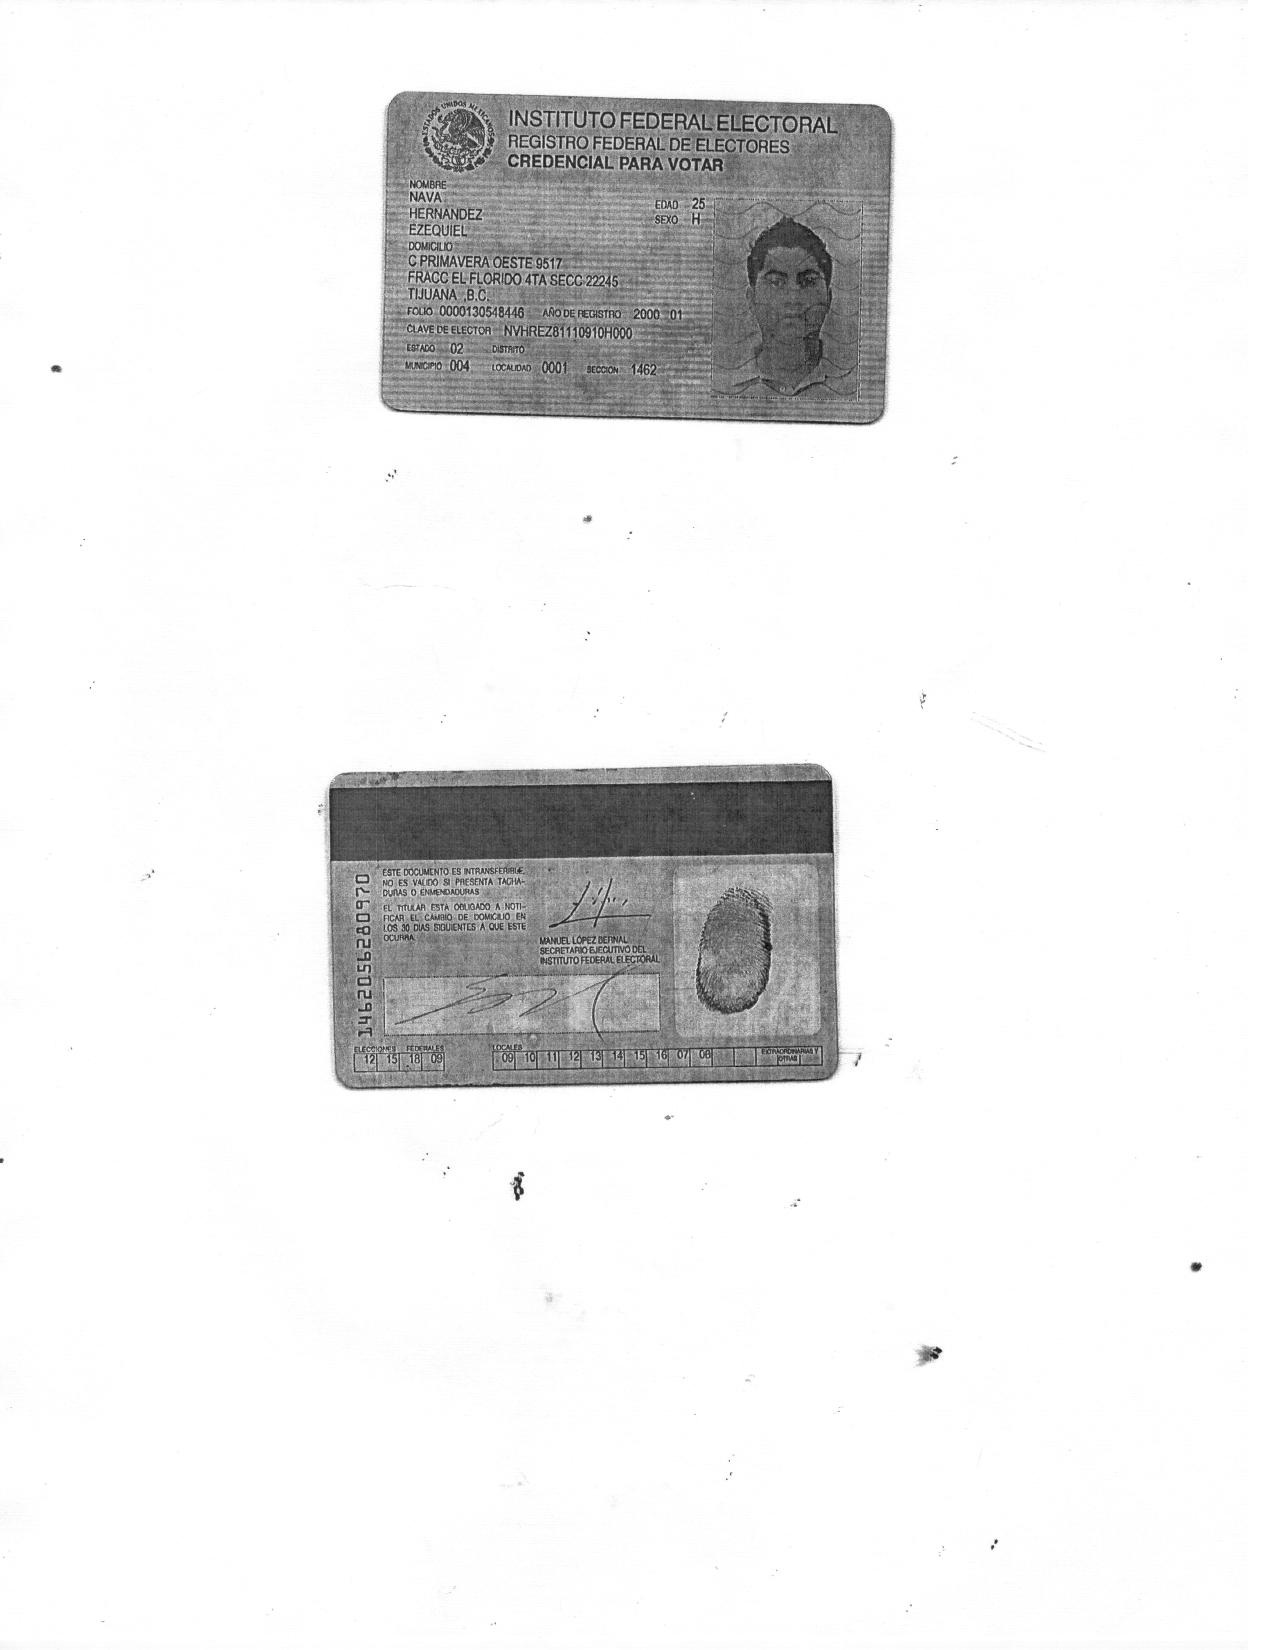 ESTADOS UNIDOS MEXICANOS
INSTITUTO FEDERAL ELECTORAL
REGISTRO FEDERAL DE ELECTORES
CREDENCIAL PARA VOTAR
NOMBRE
NAVA
HERNANDEZ
EZEQUIEL
EDAD 25
SEXO H
DOMICILIO
C PRIMAVERA OESTE 9517
FRACC EL FLORIDO 4TA SECC 22245
TIJUANA ,B.C.
FOLIO 0000130548446 AÑO DE REGISTRO 2000 01
CLAVE DE ELECTOR NVHREZ81110910H000
ESTADO 02 DISTRITO
MUNICIPIO 004 LOCALIDAD 0001 SECCION 1462
1462056280970
ESTE DOCUMENTO ES INTRANSFERIBLE,
NO ES VALIDO SI PRESENTA TACHA-
DURAS O ENMENDADURAS
EL TITULAR ESTA OBLIGADO A NOTI-
FICAR EL CAMBIO DE DOMICILIO EN
LOS 30 DIAS SIGUIENTES A QUE ESTE
OCURRA.
MANUEL LÓPEZ BERNAL
SECRETARIO EJECUTIVO DEL
INSTITUTO FEDERAL ELECTORAL
ELECCIONES FEDERALES
12 15 18 09
LOCALES
09 10 11 12 13 14 15 16 07 08
EXTRAORDINARIAS Y
OTRAS